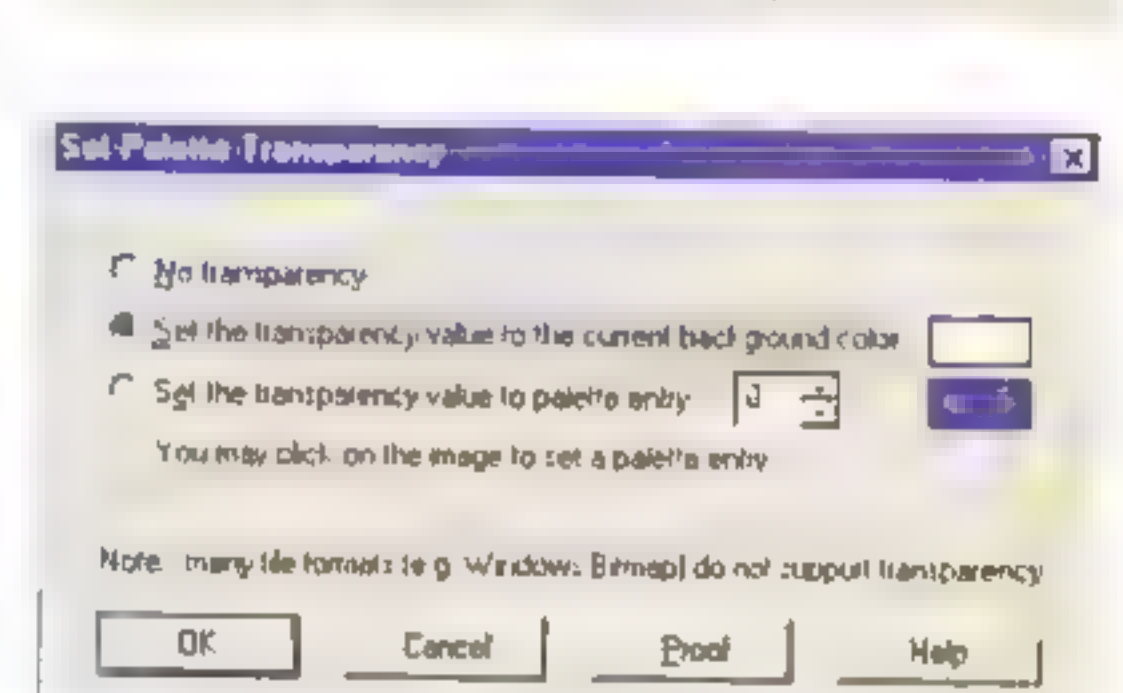 Set Palette Transparency
No transparency
Set the transparency value to the current background color
Set the transparency value to palette entry
You may click on the image to set a palette entry
Note: many file formats (e.g. Windows Bitmap) do not support transparency
OK Cancel Proof Help